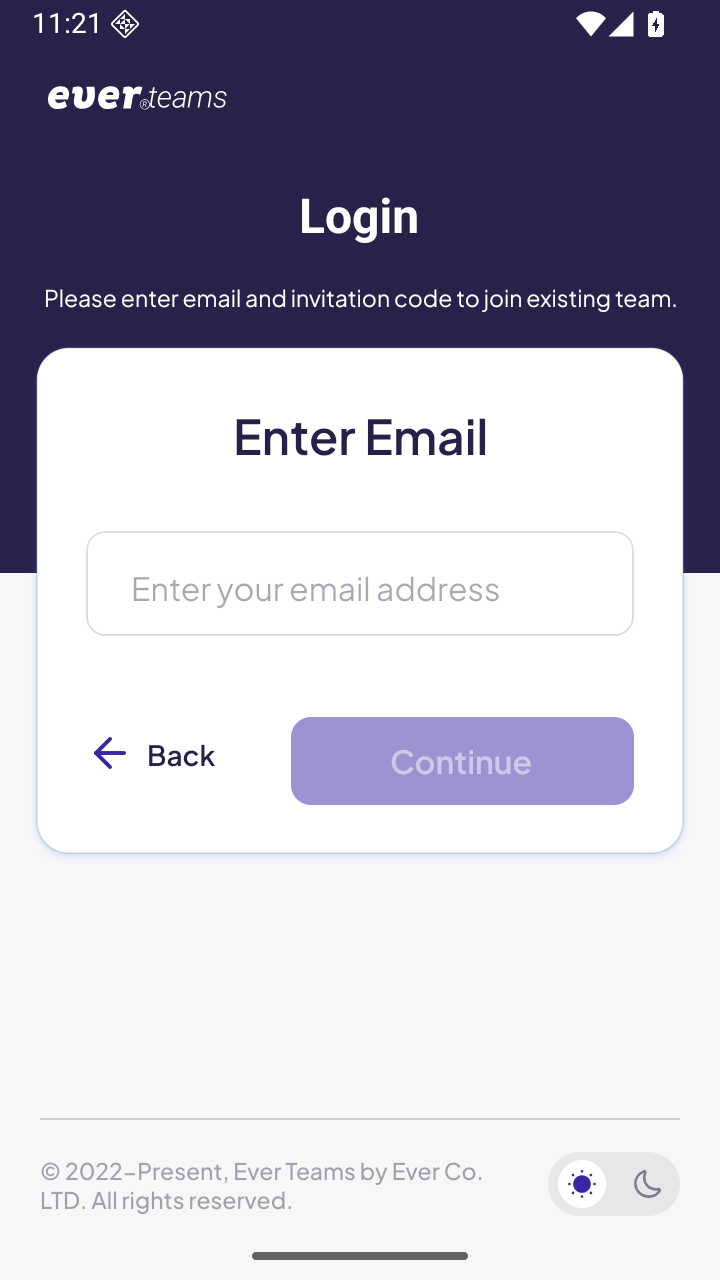 11:21
ever® teams
Login
Please enter email and invitation code to join existing team.
Enter Email
Enter your email address
Back
Continue
© 2022-Present, Ever Teams by Ever Co.
LTD. All rights reserved.